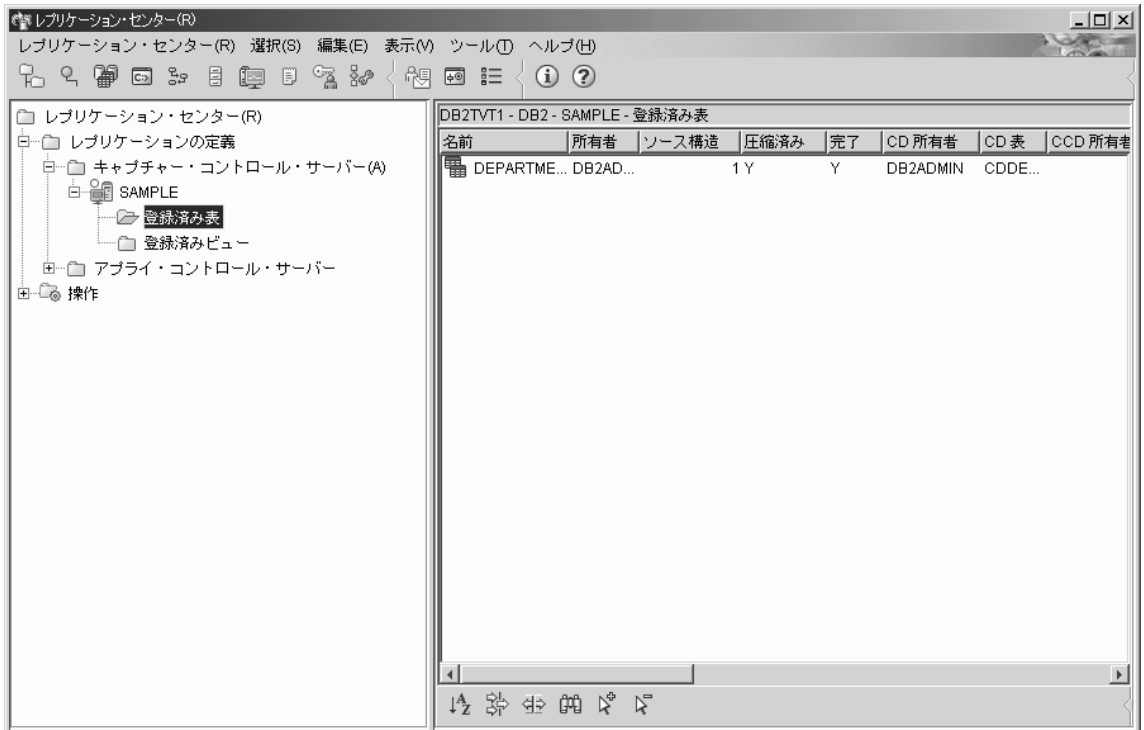 レプリケーション・センター(R)
レプリケーション・センター(R) 選択(S) 編集(E) 表示(V) ツール(T) ヘルプ(H)
レプリケーション・センター(R)
レプリケーションの定義
キャプチャー・コントロール・サーバー(A)
SAMPLE
登録済み表
登録済みビュー
アプライ・コントロール・サーバー
操作
DB2TVT1 - DB2 - SAMPLE - 登録済み表
名前 所有者 ソース構造 圧縮済み 完了 CD 所有者 CD 表 CCD 所有者
DEPARTME... DB2AD... 1 Y Y DB2ADMIN CDDE...